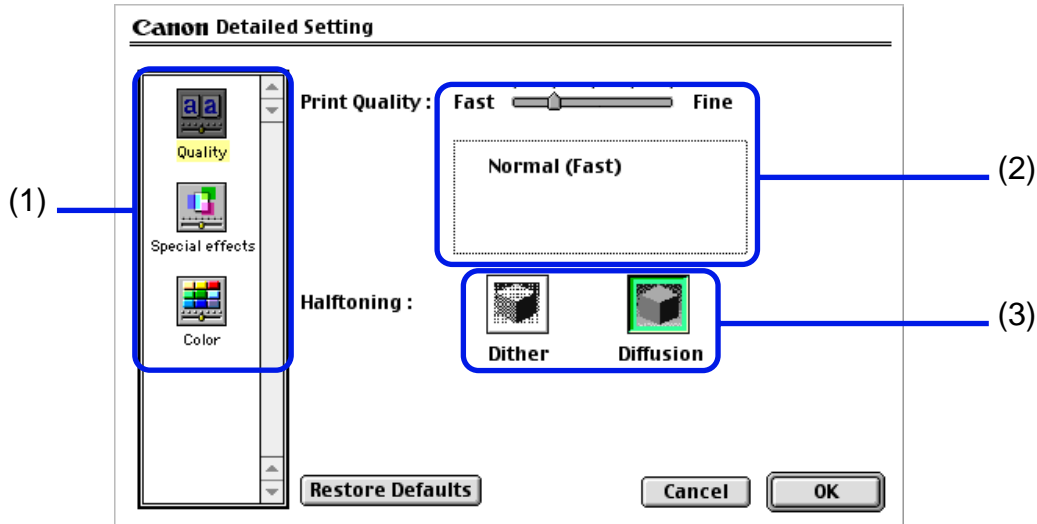 Canon Detailed Setting
Print Quality : Fast Fine
Quality
Normal (Fast)
(2)
(1)
Special effects
Halftoning :
(3)
Color
Dither Diffusion
Restore Defaults Cancel OK